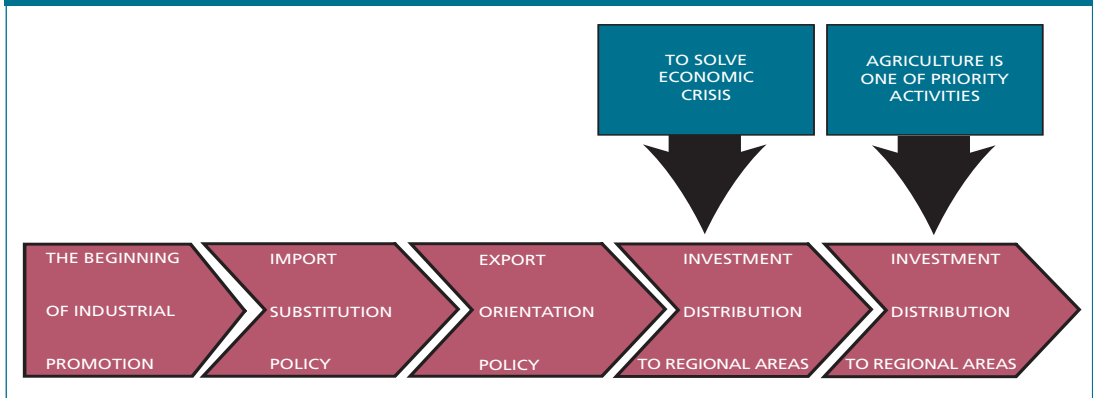 TO SOLVE
ECONOMIC
CRISIS
AGRICULTURE IS
ONE OF PRIORITY
ACTIVITIES
THE BEGINNING
OF INDUSTRIAL
PROMOTION
IMPORT
SUBSTITUTION
POLICY
EXPORT
ORIENTATION
POLICY
INVESTMENT
DISTRIBUTION
TO REGIONAL AREAS
INVESTMENT
DISTRIBUTION
TO REGIONAL AREAS